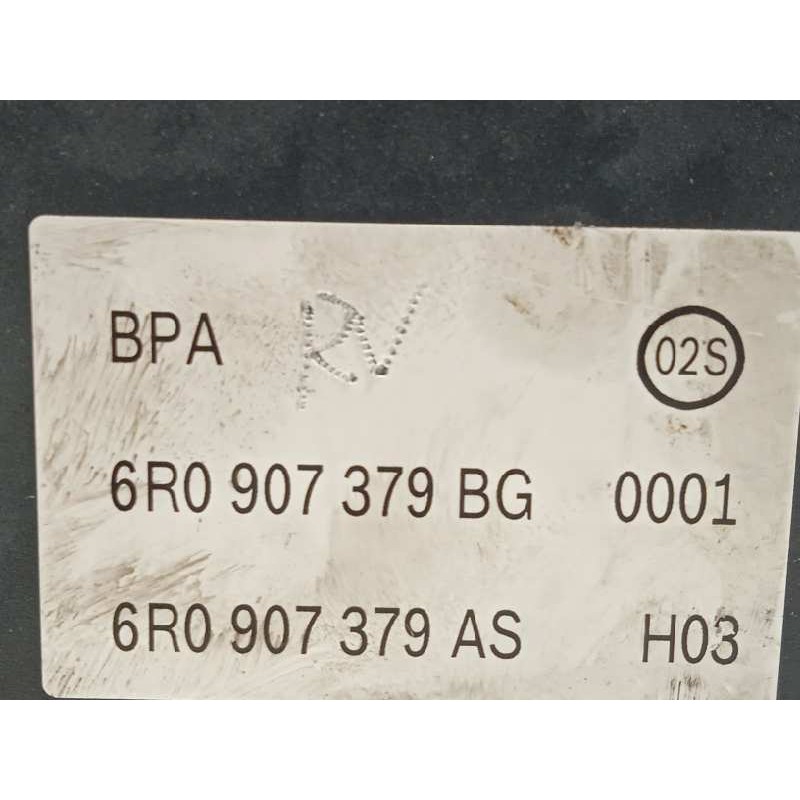 BPA RV 02S
6R0 907 379 BG 0001
6R0 907 379 AS H03